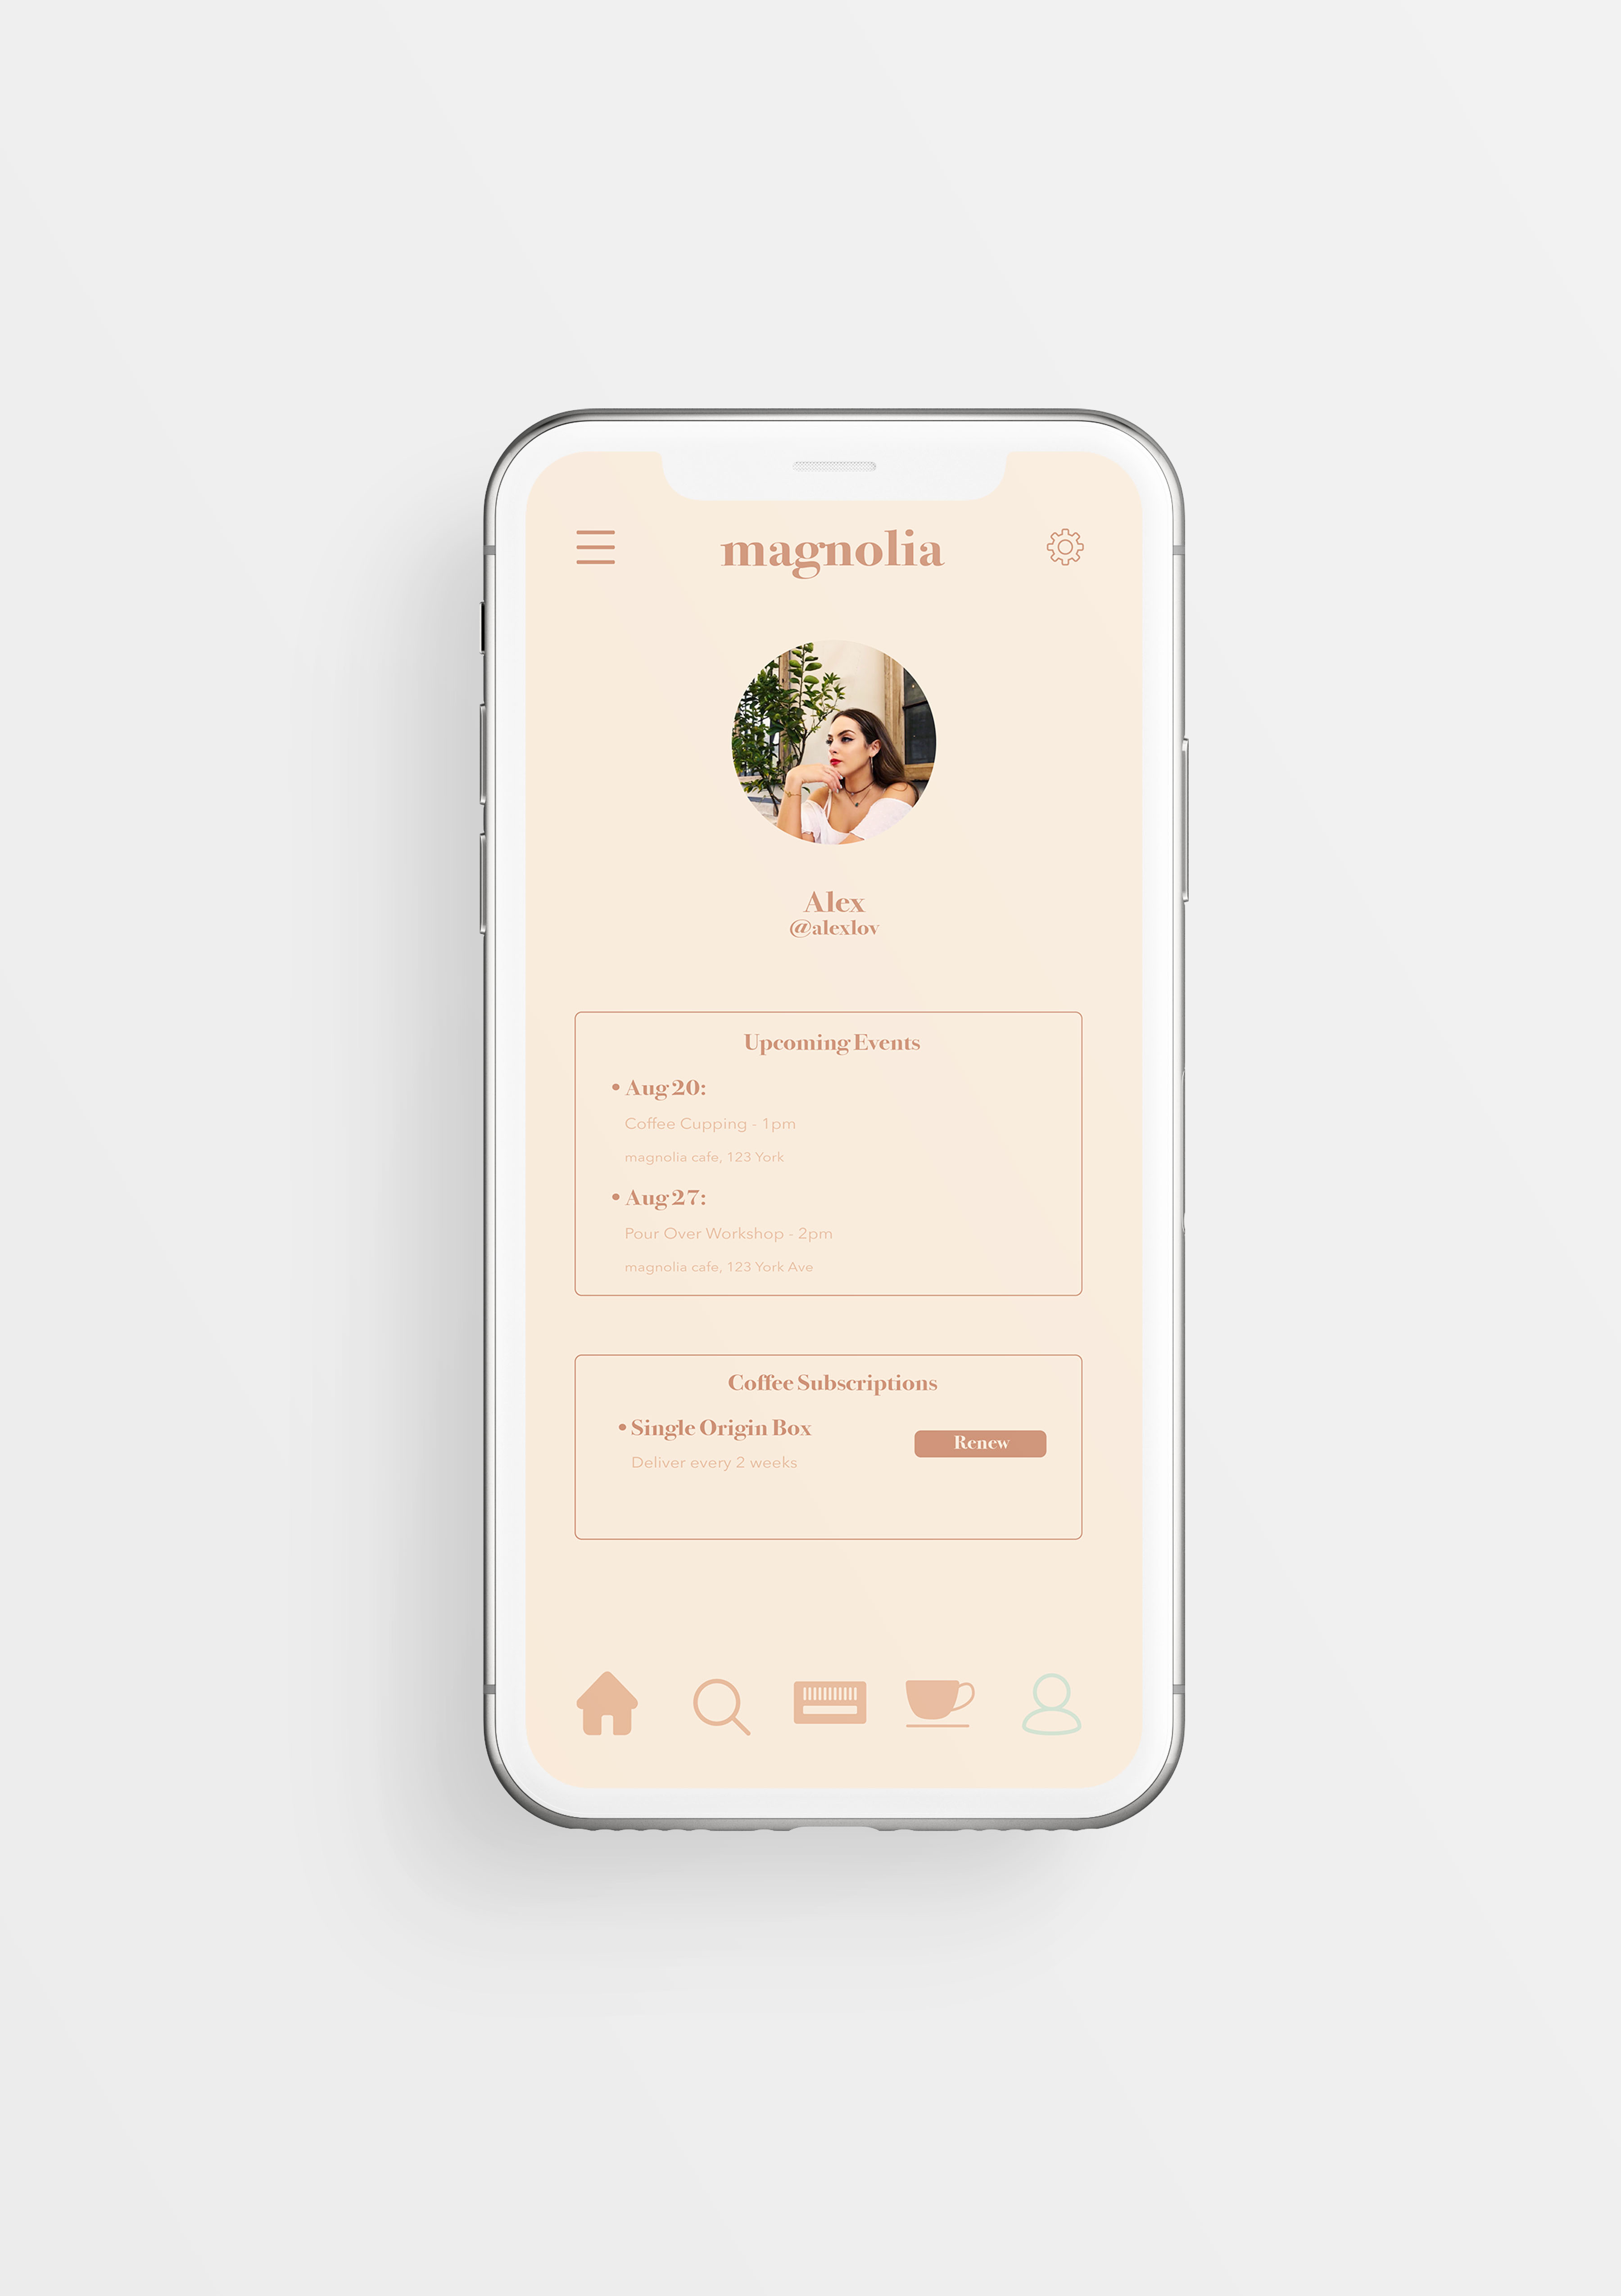 magnolia
Alex
@alexlov
Upcoming Events
• Aug 20:
Coffee Cupping - 1pm
magnolia cafe, 123 York
• Aug 27:
Pour Over Workshop - 2pm
magnolia cafe, 123 York Ave
Coffee Subscriptions
• Single Origin Box
Renew
Deliver every 2 weeks